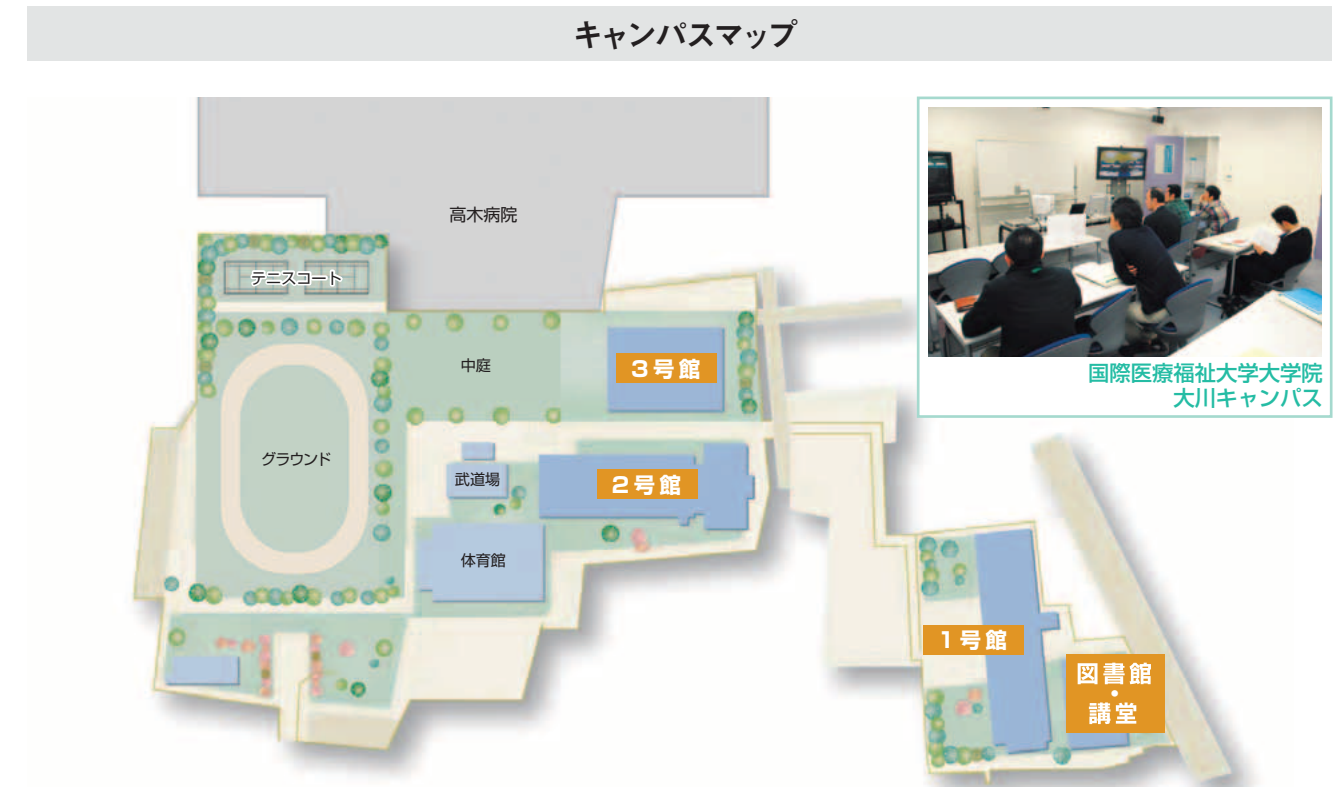 キャンパスマップ
高木病院
テニスコート
中庭
3号館
グラウンド
武道場
2号館
体育館
1号館
図書館
・
講堂
国際医療福祉大学大学院
大川キャンパス